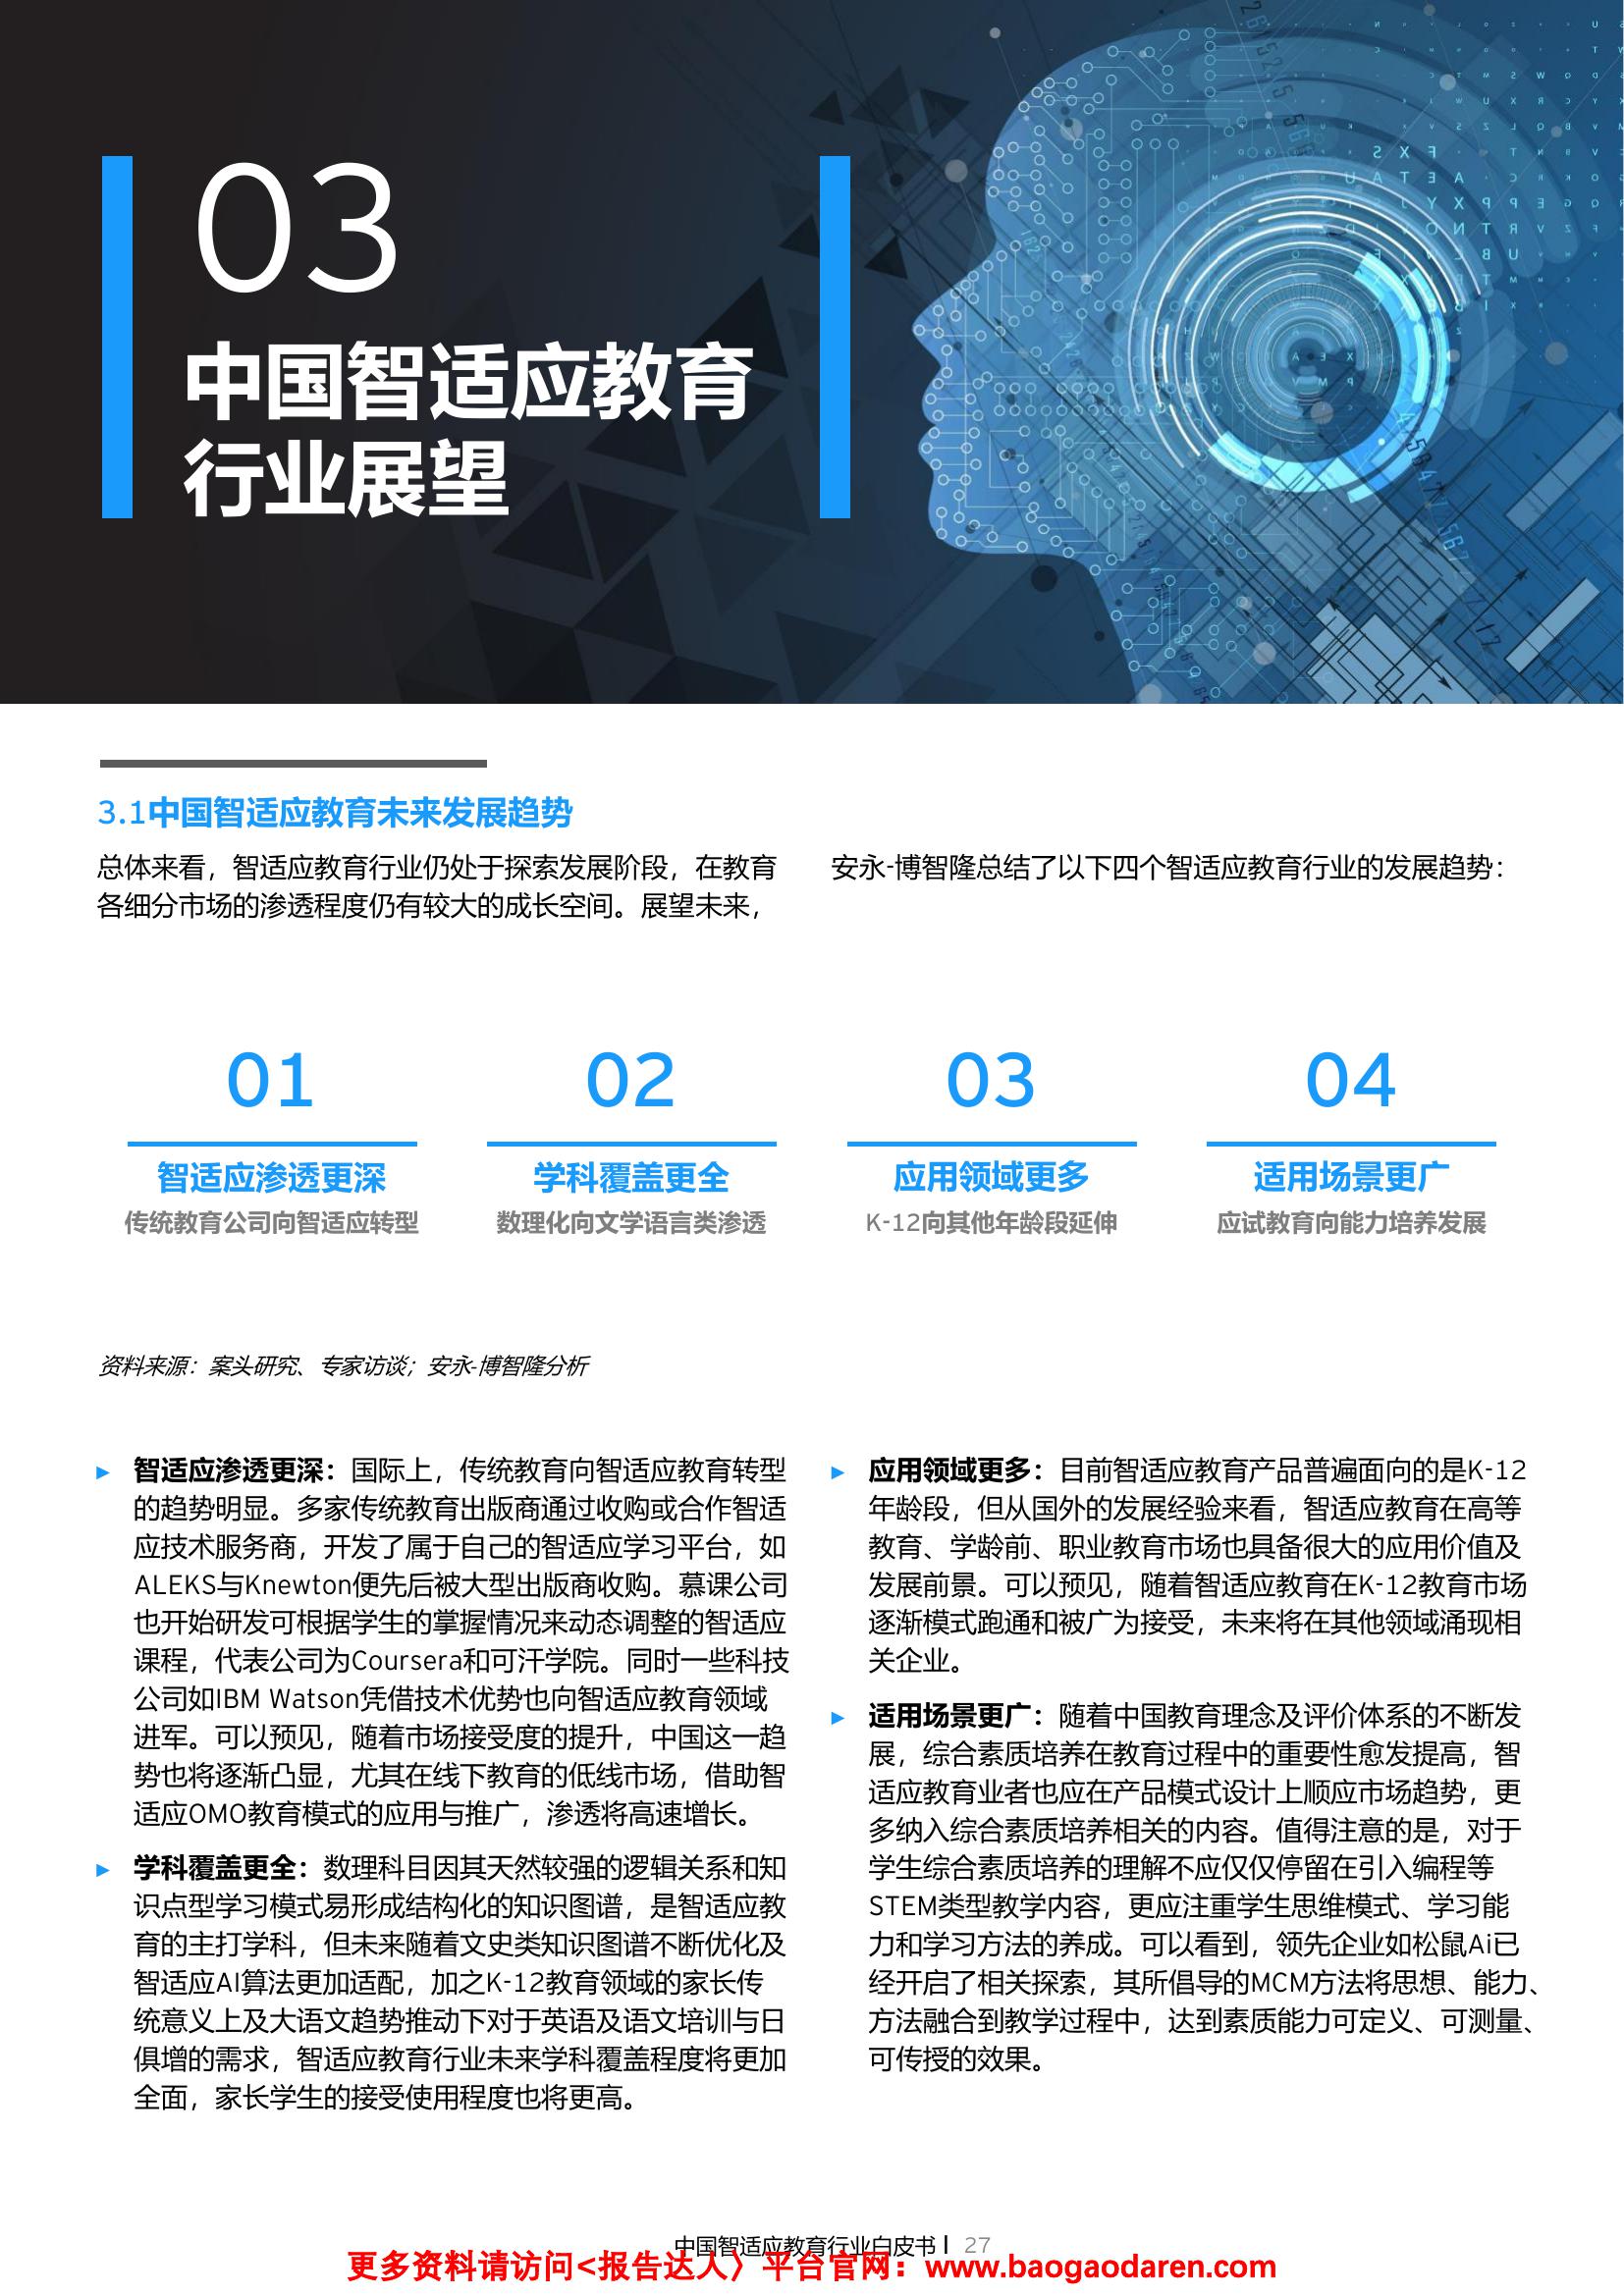 03
中国智适应教育
行业展望
3.1中国智适应教育未来发展趋势
总体来看，智适应教育行业仍处于探索发展阶段，在教育
各细分市场的渗透程度仍有较大的成长空间。展望未来，
安永-博智隆总结了以下四个智适应教育行业的发展趋势：
01
智适应渗透更深
传统教育公司向智适应转型
02
学科覆盖更全
数理化向文学语言类渗透
03
应用领域更多
K-12向其他年龄段延伸
04
适用场景更广
应试教育向能力培养发展
资料来源：案头研究、专家访谈；安永-博智隆分析
► 智适应渗透更深：国际上，传统教育向智适应教育转型
的趋势明显。多家传统教育出版商通过收购或合作智适
应技术服务商，开发了属于自己的智适应学习平台，如
ALEKS与Knewton便先后被大型出版商收购。慕课公司
也开始研发可根据学生的掌握情况来动态调整的智适应
课程，代表公司为Coursera和可汗学院。同时一些科技
公司如IBM Watson凭借技术优势也向智适应教育领域
进军。可以预见，随着市场接受度的提升，中国这一趋
势也将逐渐凸显，尤其在线下教育的低线市场，借助智
适应OMO教育模式的应用与推广，渗透将高速增长。
► 学科覆盖更全：数理科目因其天然较强的逻辑关系和知
识点型学习模式易形成结构化的知识图谱，是智适应教
育的主打学科，但未来随着文史类知识图谱不断优化及
智适应AI算法更加适配，加之K-12教育领域的家长传
统意义上及大语文趋势推动下对于英语及语文培训与日
俱增的需求，智适应教育行业未来学科覆盖程度将更加
全面，家长学生的接受使用程度也将更高。
► 应用领域更多：目前智适应教育产品普遍面向的是K-12
年龄段，但从国外的发展经验来看，智适应教育在高等
教育、学龄前、职业教育市场也具备很大的应用价值及
发展前景。可以预见，随着智适应教育在K-12教育市场
逐渐模式跑通和被广为接受，未来将在其他领域涌现相
关企业。
► 适用场景更广：随着中国教育理念及评价体系的不断发
展，综合素质培养在教育过程中的重要性愈发提高，智
适应教育业者也应在产品模式设计上顺应市场趋势，更
多纳入综合素质培养相关的内容。值得注意的是，对于
学生综合素质培养的理解不应仅仅停留在引入编程等
STEM类型教学内容，更应注重学生思维模式、学习能
力和学习方法的养成。可以看到，领先企业如松鼠Ai已
经开启了相关探索，其所倡导的MCM方法将思想、能力、
方法融合到教学过程中，达到素质能力可定义、可测量、
可传授的效果。
中国智适应教育行业白皮书 | 27
更多资料请访问<报告达人〉平台官网：www.baogaodaren.com